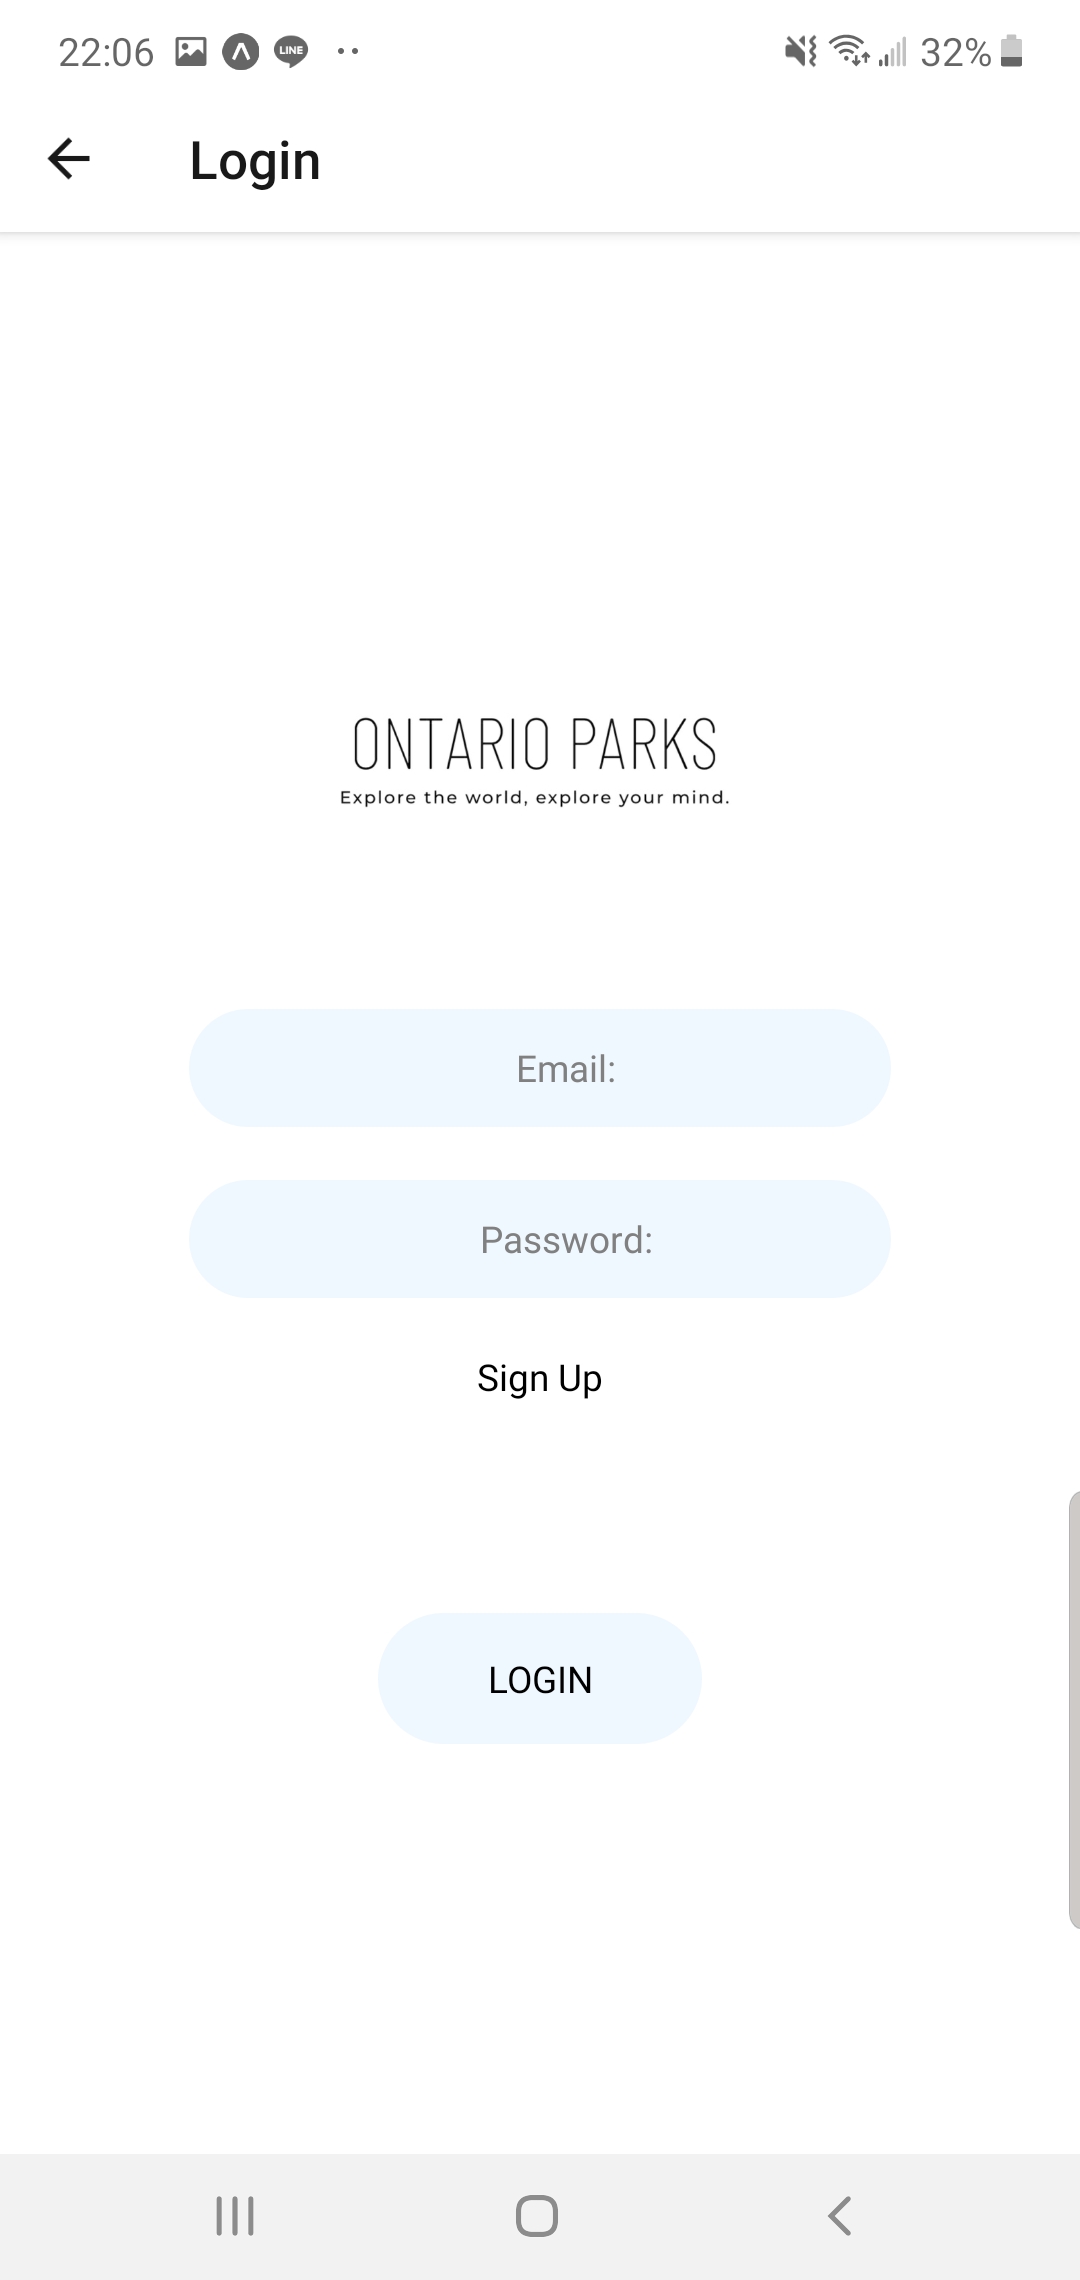 22:06 LINE 32%
Login
ONTARIO PARKS
Explore the world, explore your mind.
Email:
Password:
Sign Up
LOGIN